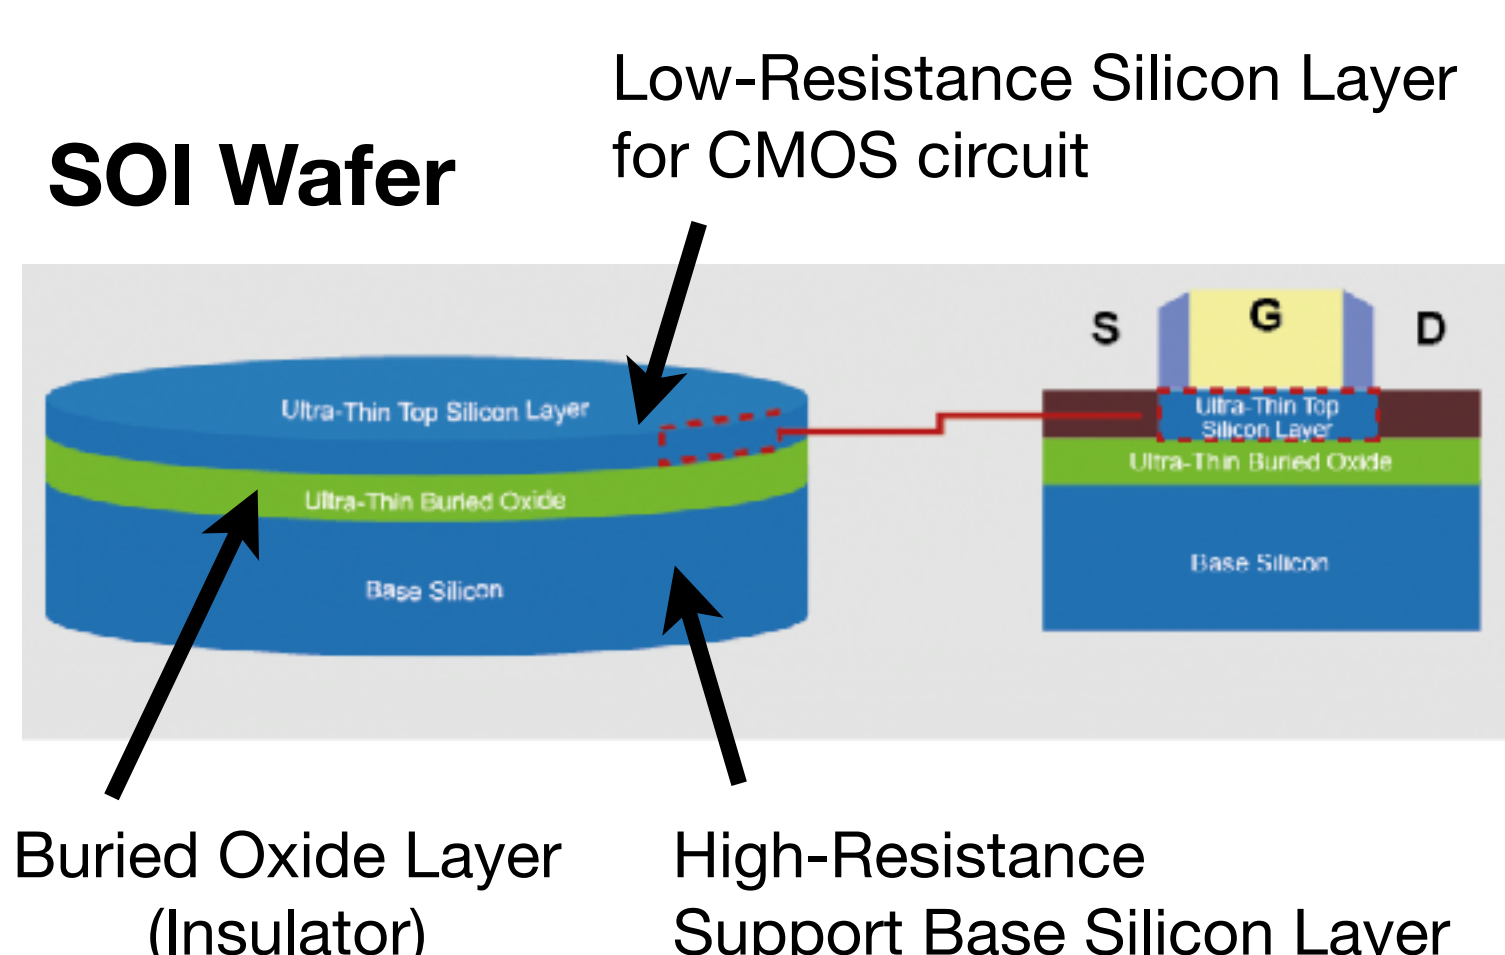 Low-Resistance Silicon Layer
for CMOS circuit
SOI Wafer
S
G
D
Ultra-Thin Top Silicon Layer
Ultra-Thin Top
Silicon Layer
Ultra-Thin Buried Oxide
Ultra-Thin Buried Oxide
Base Silicon
Base Silicon
Buried Oxide Layer
(Insulator)
High-Resistance
Support Base Silicon Layer